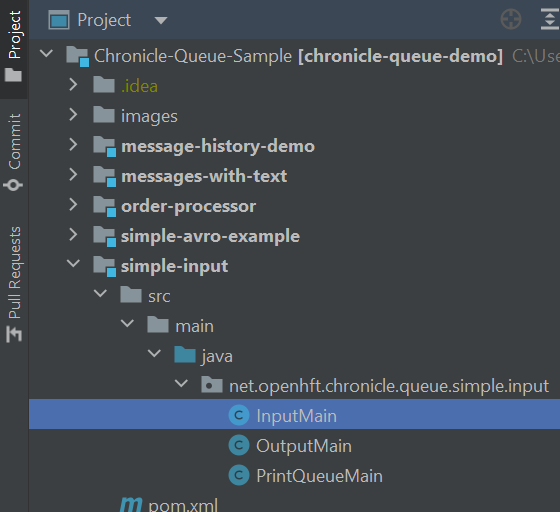 Project
Project
Commit
Pull Requests
Chronicle-Queue-Sample [chronicle-queue-demo] C:\Use
.idea
images
message-history-demo
messages-with-text
order-processor
simple-avro-example
simple-input
src
main
java
net.openhft.chronicle.queue.simple.input
C InputMain
C OutputMain
C PrintQueueMain
m pom.xml